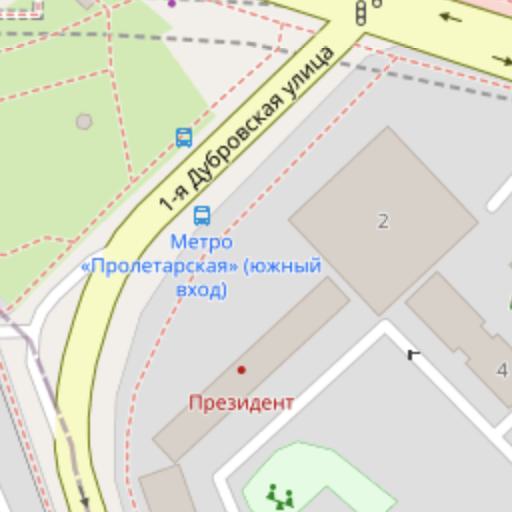 1-я Дубровская улица
2
Метро
«Пролетарская» (южный
вход)
4
Президент